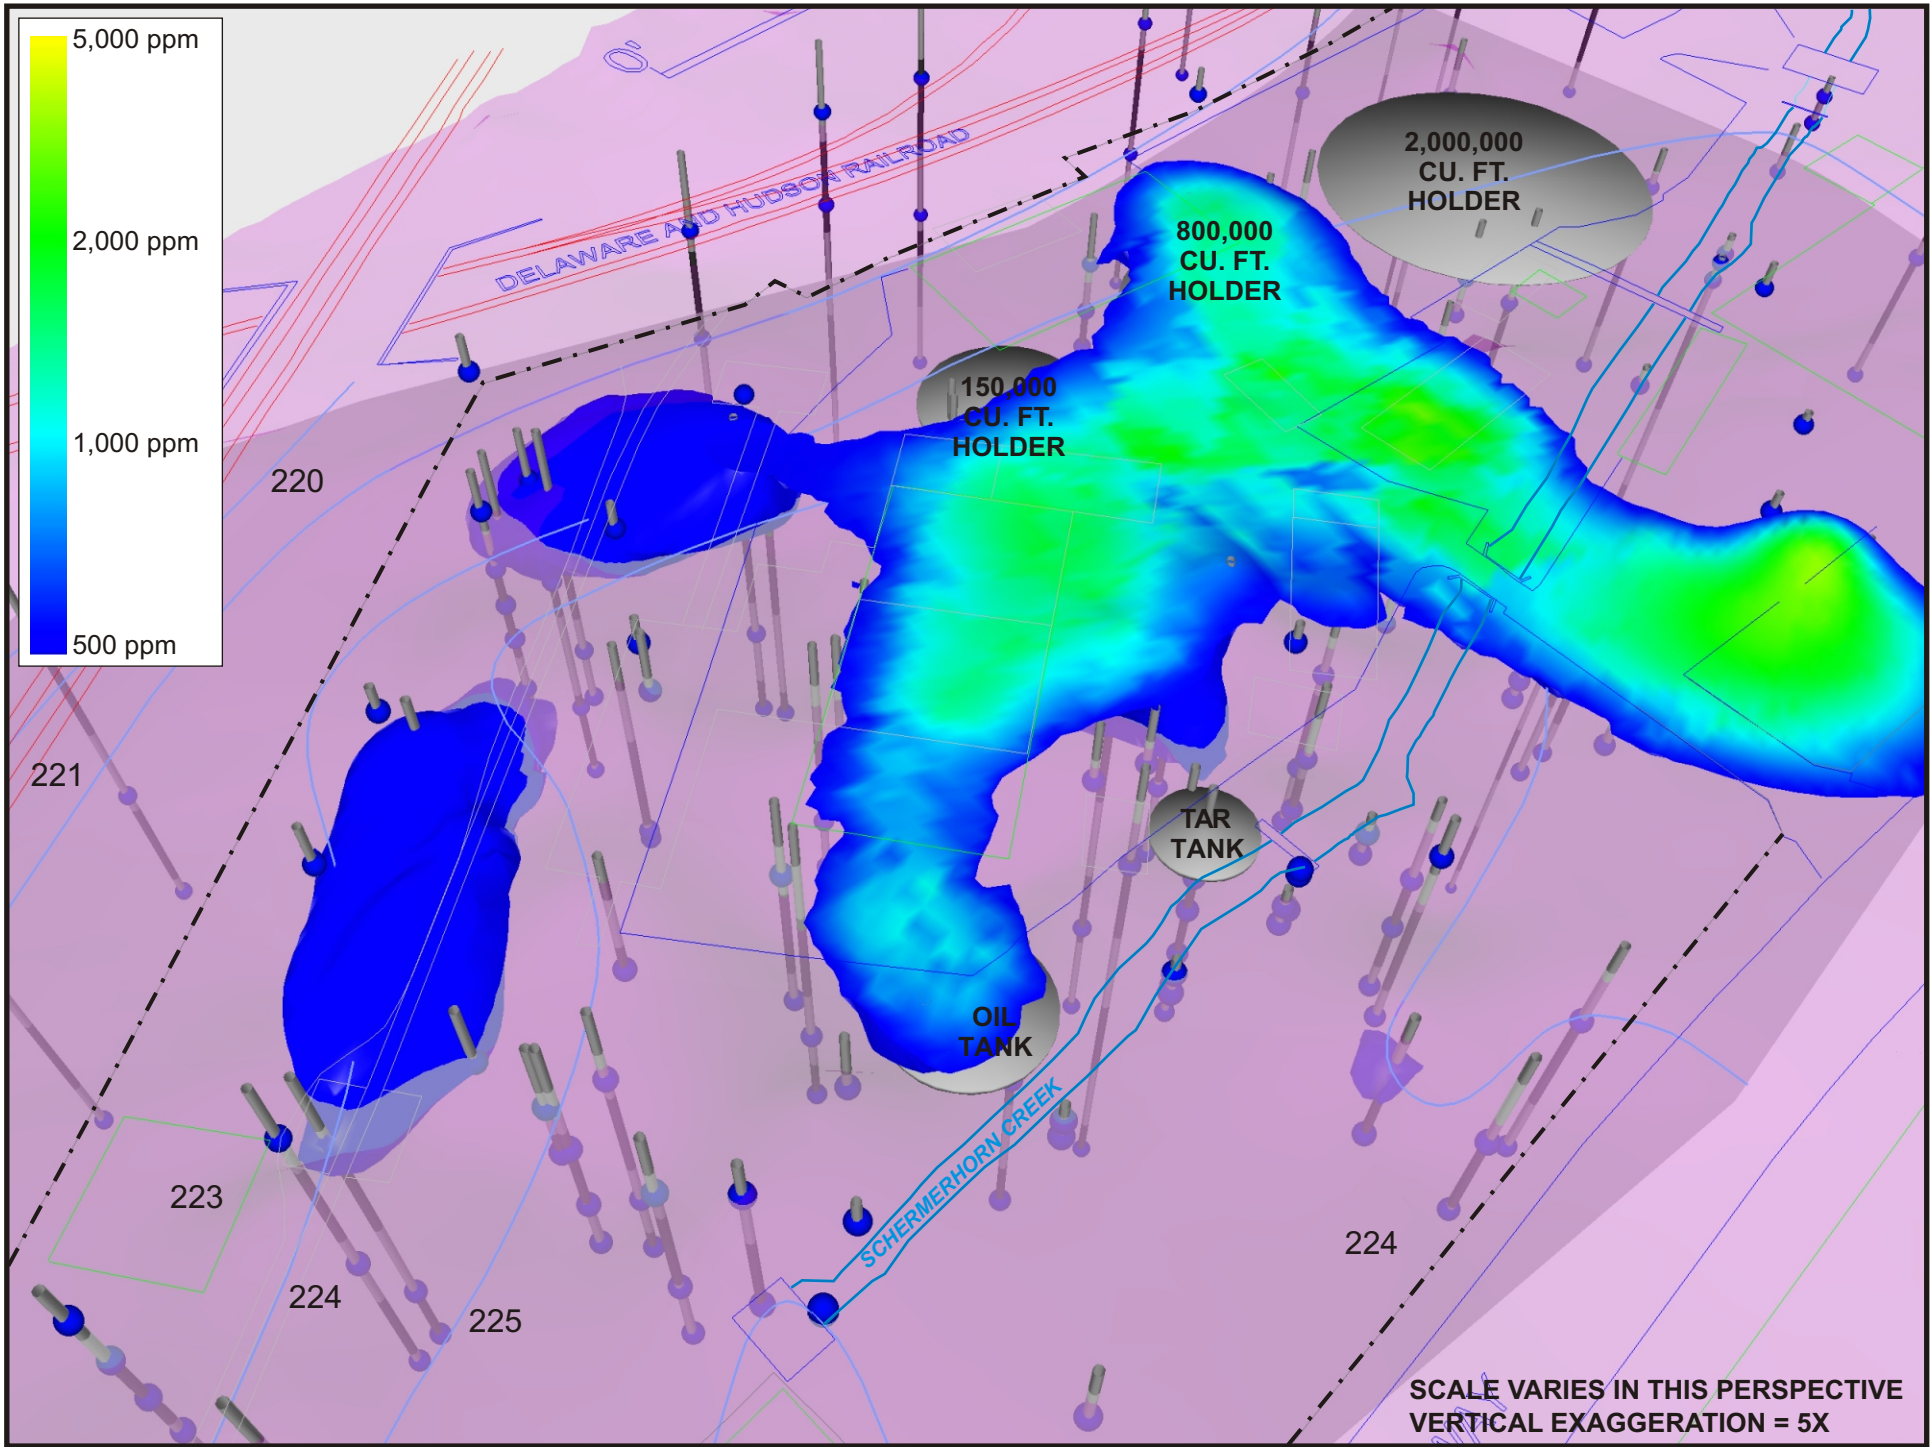 5,000 ppm
2,000 ppm
1,000 ppm
500 ppm
DELAWARE AND HUDSON RAILROAD
2,000,000
CU. FT.
HOLDER
800,000
CU. FT.
HOLDER
150,000
CU. FT.
HOLDER
220
221
TAR
TANK
OIL
TANK
SCHERMERHORN CREEK
223
224
225
224
SCALE VARIES IN THIS PERSPECTIVE
VERTICAL EXAGGERATION = 5X